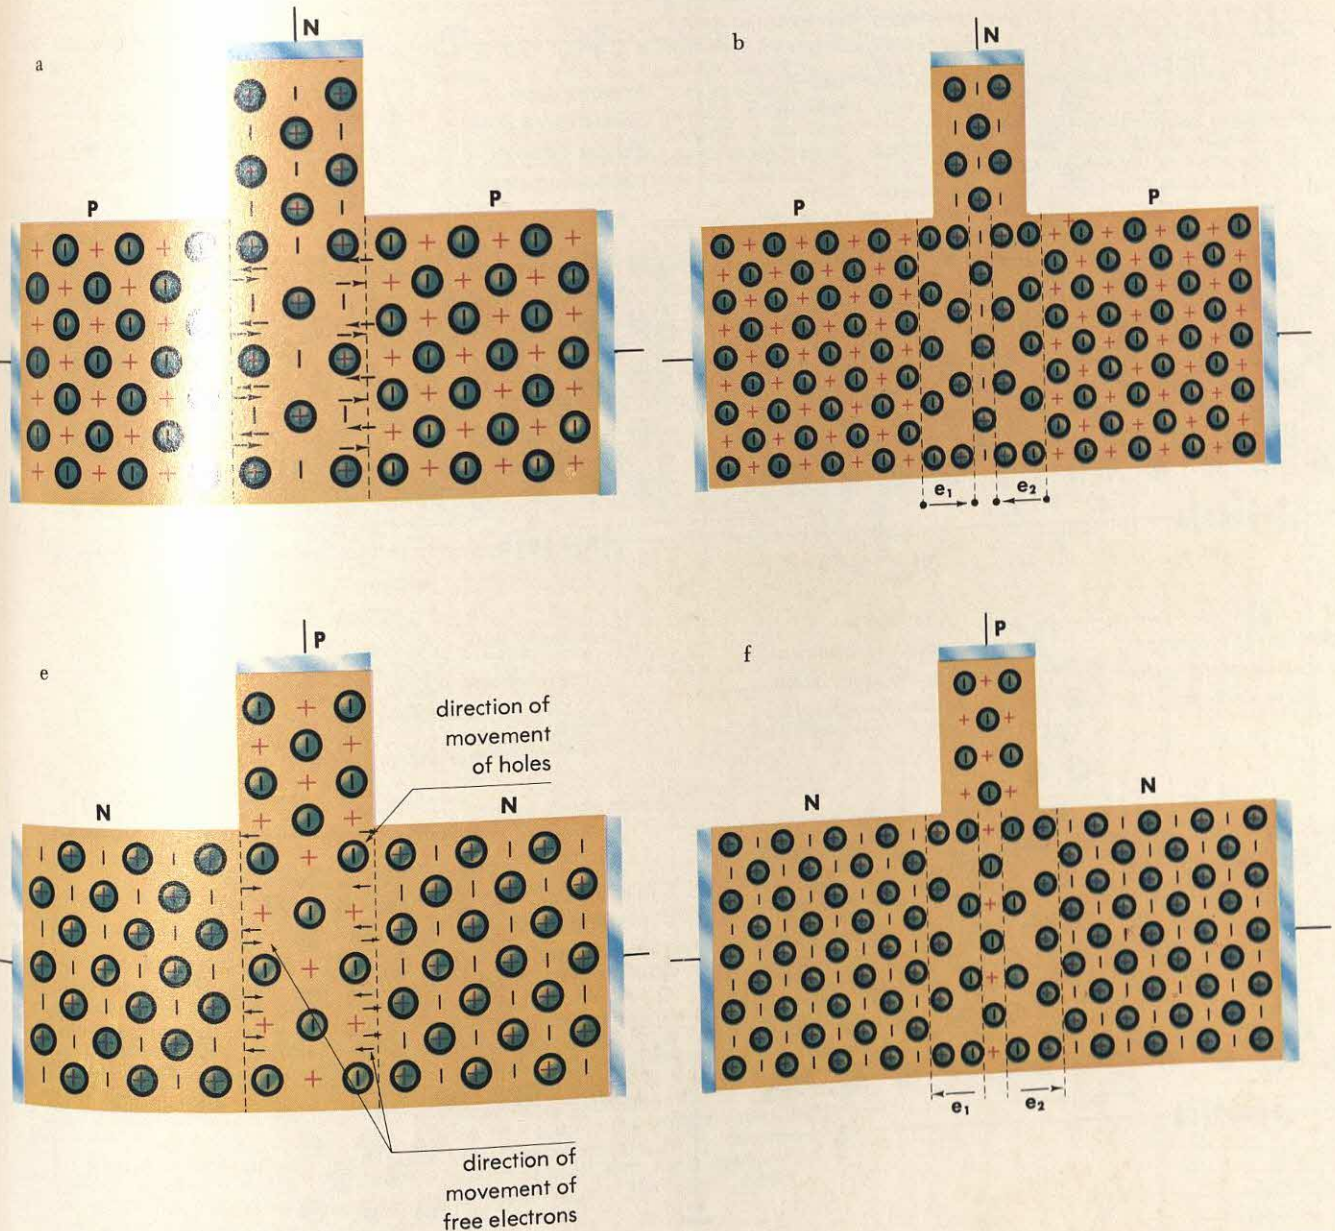 a
N
P
P
b
N
P
P
e₁
e₂
e
P
N
N
direction of
movement
of holes
direction of
movement of
free electrons
f
P
N
N
e₁
e₂